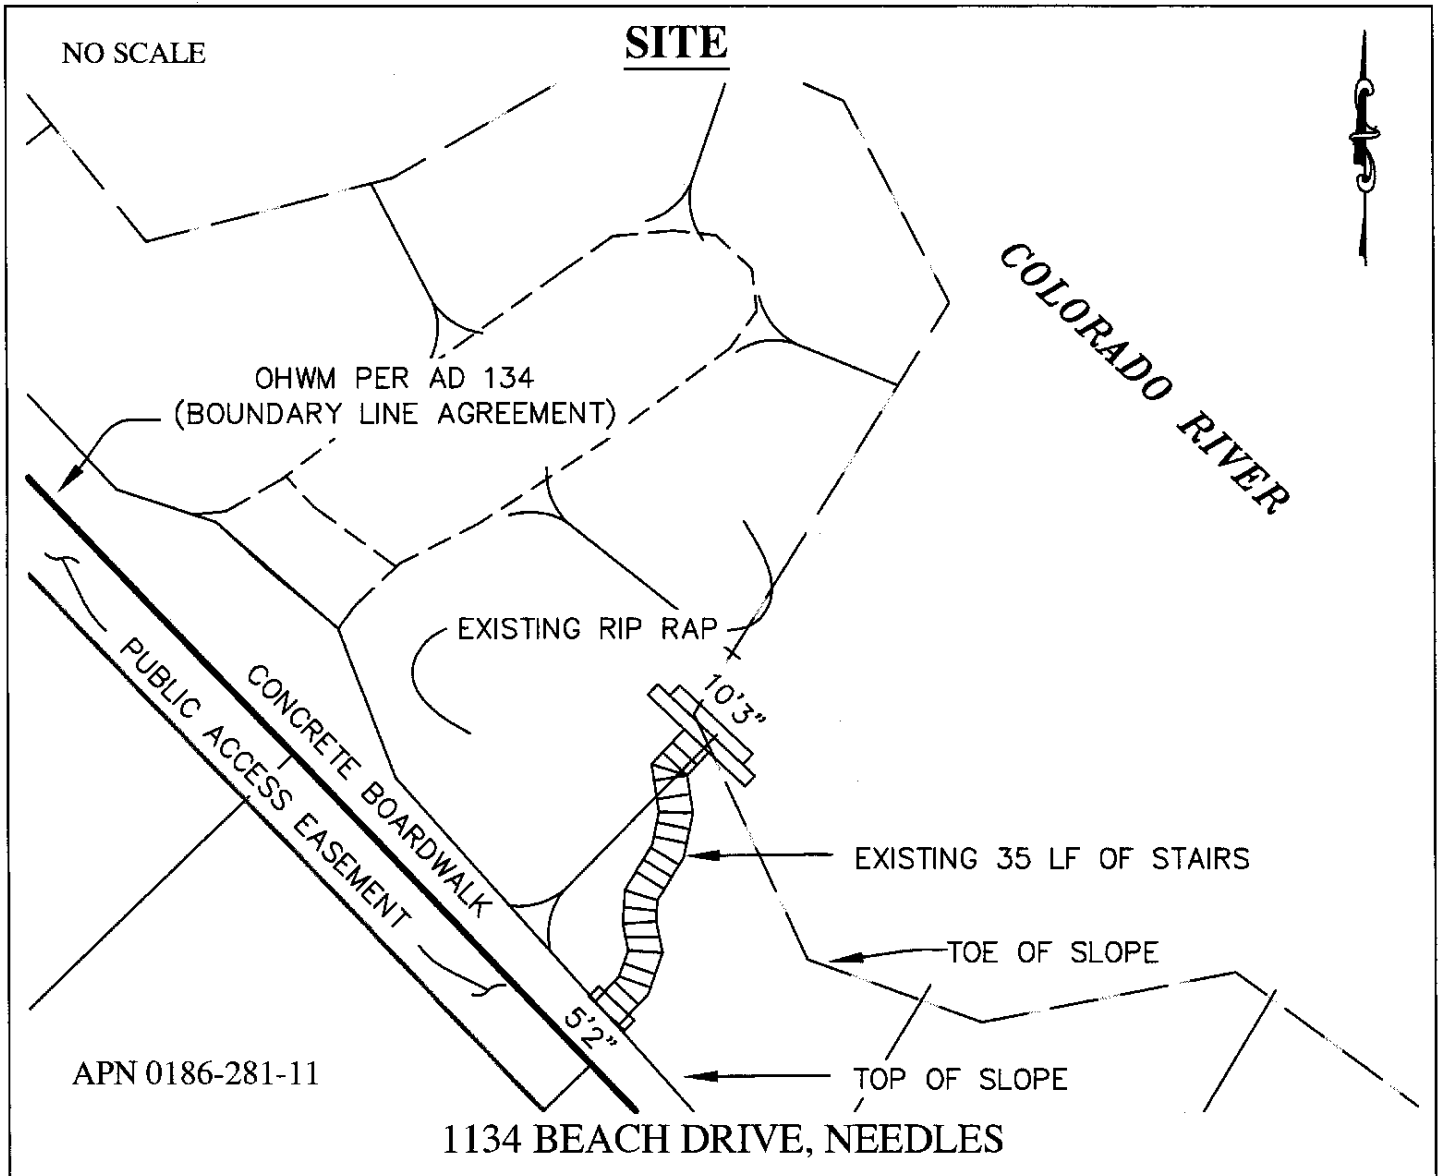 NO SCALE
SITE
COLORADO RIVER
OHWM PER AD 134
(BOUNDARY LINE AGREEMENT)
EXISTING RIP RAP
PUBLIC ACCESS EASEMENT
CONCRETE BOARDWALK
10'3"
EXISTING 35 LF OF STAIRS
TOE OF SLOPE
5'2"
APN 0186-281-11
TOP OF SLOPE
1134 BEACH DRIVE, NEEDLES